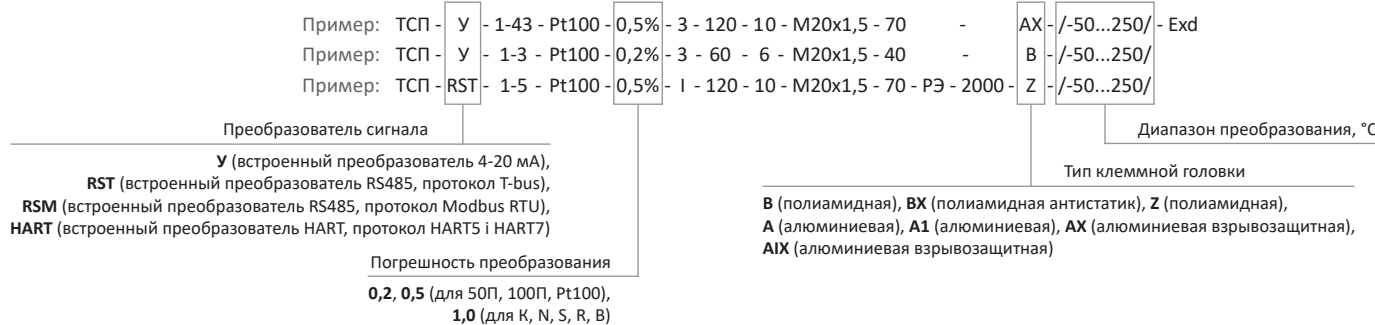 Пример: ТСП - У - 1-43 - Pt100 - 0,5% - 3 - 120 - 10 - М20х1,5 - 70 - АХ - /-50...250/ - Exd
Пример: ТСП - У - 1-3 - Pt100 - 0,2% - 3 - 60 - 6 - М20х1,5 - 40 - В - /-50...250/
Пример: ТСП - RST - 1-5 - Pt100 - 0,5% - I - 120 - 10 - М20х1,5 - 70 - РЭ - 2000 - Z - /-50...250/
Преобразователь сигнала
У (встроенный преобразователь 4-20 мА),
RST (встроенный преобразователь RS485, протокол T-bus),
RSM (встроенный преобразователь RS485, протокол Modbus RTU),
HART (встроенный преобразователь HART, протокол HART5 і HART7)
Погрешность преобразования
0,2, 0,5 (для 50П, 100П, Pt100),
1,0 (для K, N, S, R, B)
Диапазон преобразования, °C
Тип клеммной головки
B (полиамидная), BX (полиамидная антистатик), Z (полиамидная),
A (алюминиевая), A1 (алюминиевая), AX (алюминиевая взрывозащитная),
AIX (алюминиевая взрывозащитная)